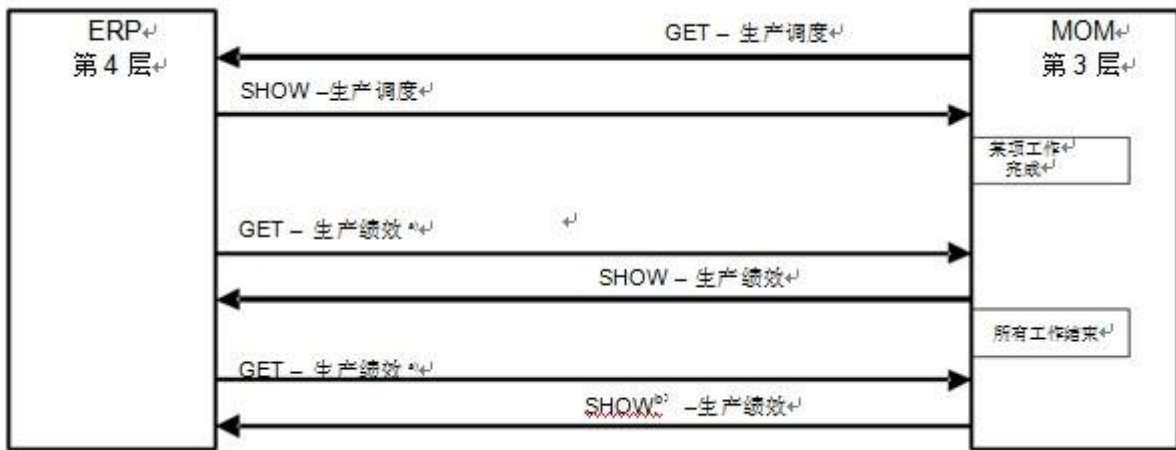 ERP
第 4 层
MOM
第 3 层
GET – 生产调度
SHOW –生产调度
某项工作
完成
GET – 生产绩效 a)
SHOW – 生产绩效
所有工作结束
GET – 生产绩效 a)
SHOW b) –生产绩效